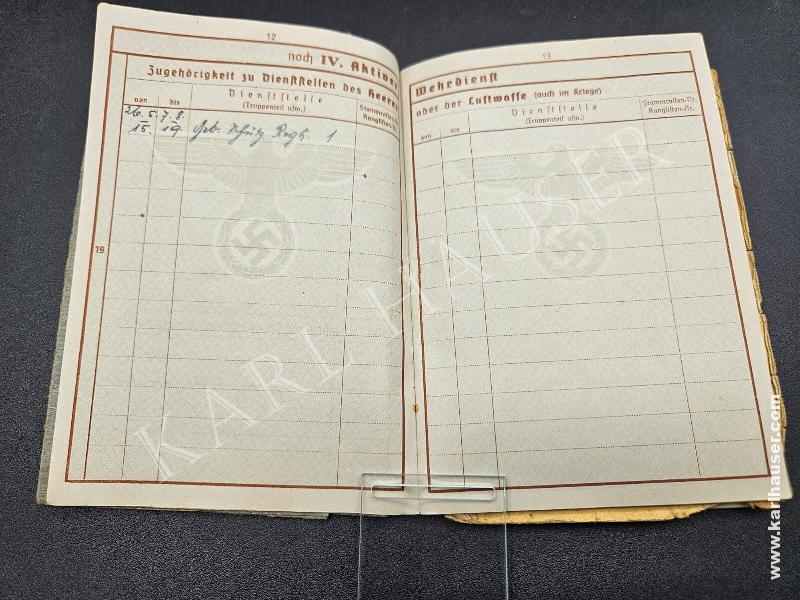 12
noch IV. Aktiver
Zugehörigkeit zu Dienststellen des Heeres
von
bis
Dienststelle
(Truppenteil usw.)
Stammrollen-Nr.
Ranglisten-Nr.
26. 5. 7. 8.
15. 19 Geb. Schütz Regt. 1
19
13
Wehrdienst
oder der Luftwaffe (auch im Kriege)
von
bis
Dienststelle
(Truppenteil usw.)
Stammrollen-Nr.
Ranglisten-Nr.
KARL HÄUSER
www.karlhauser.com